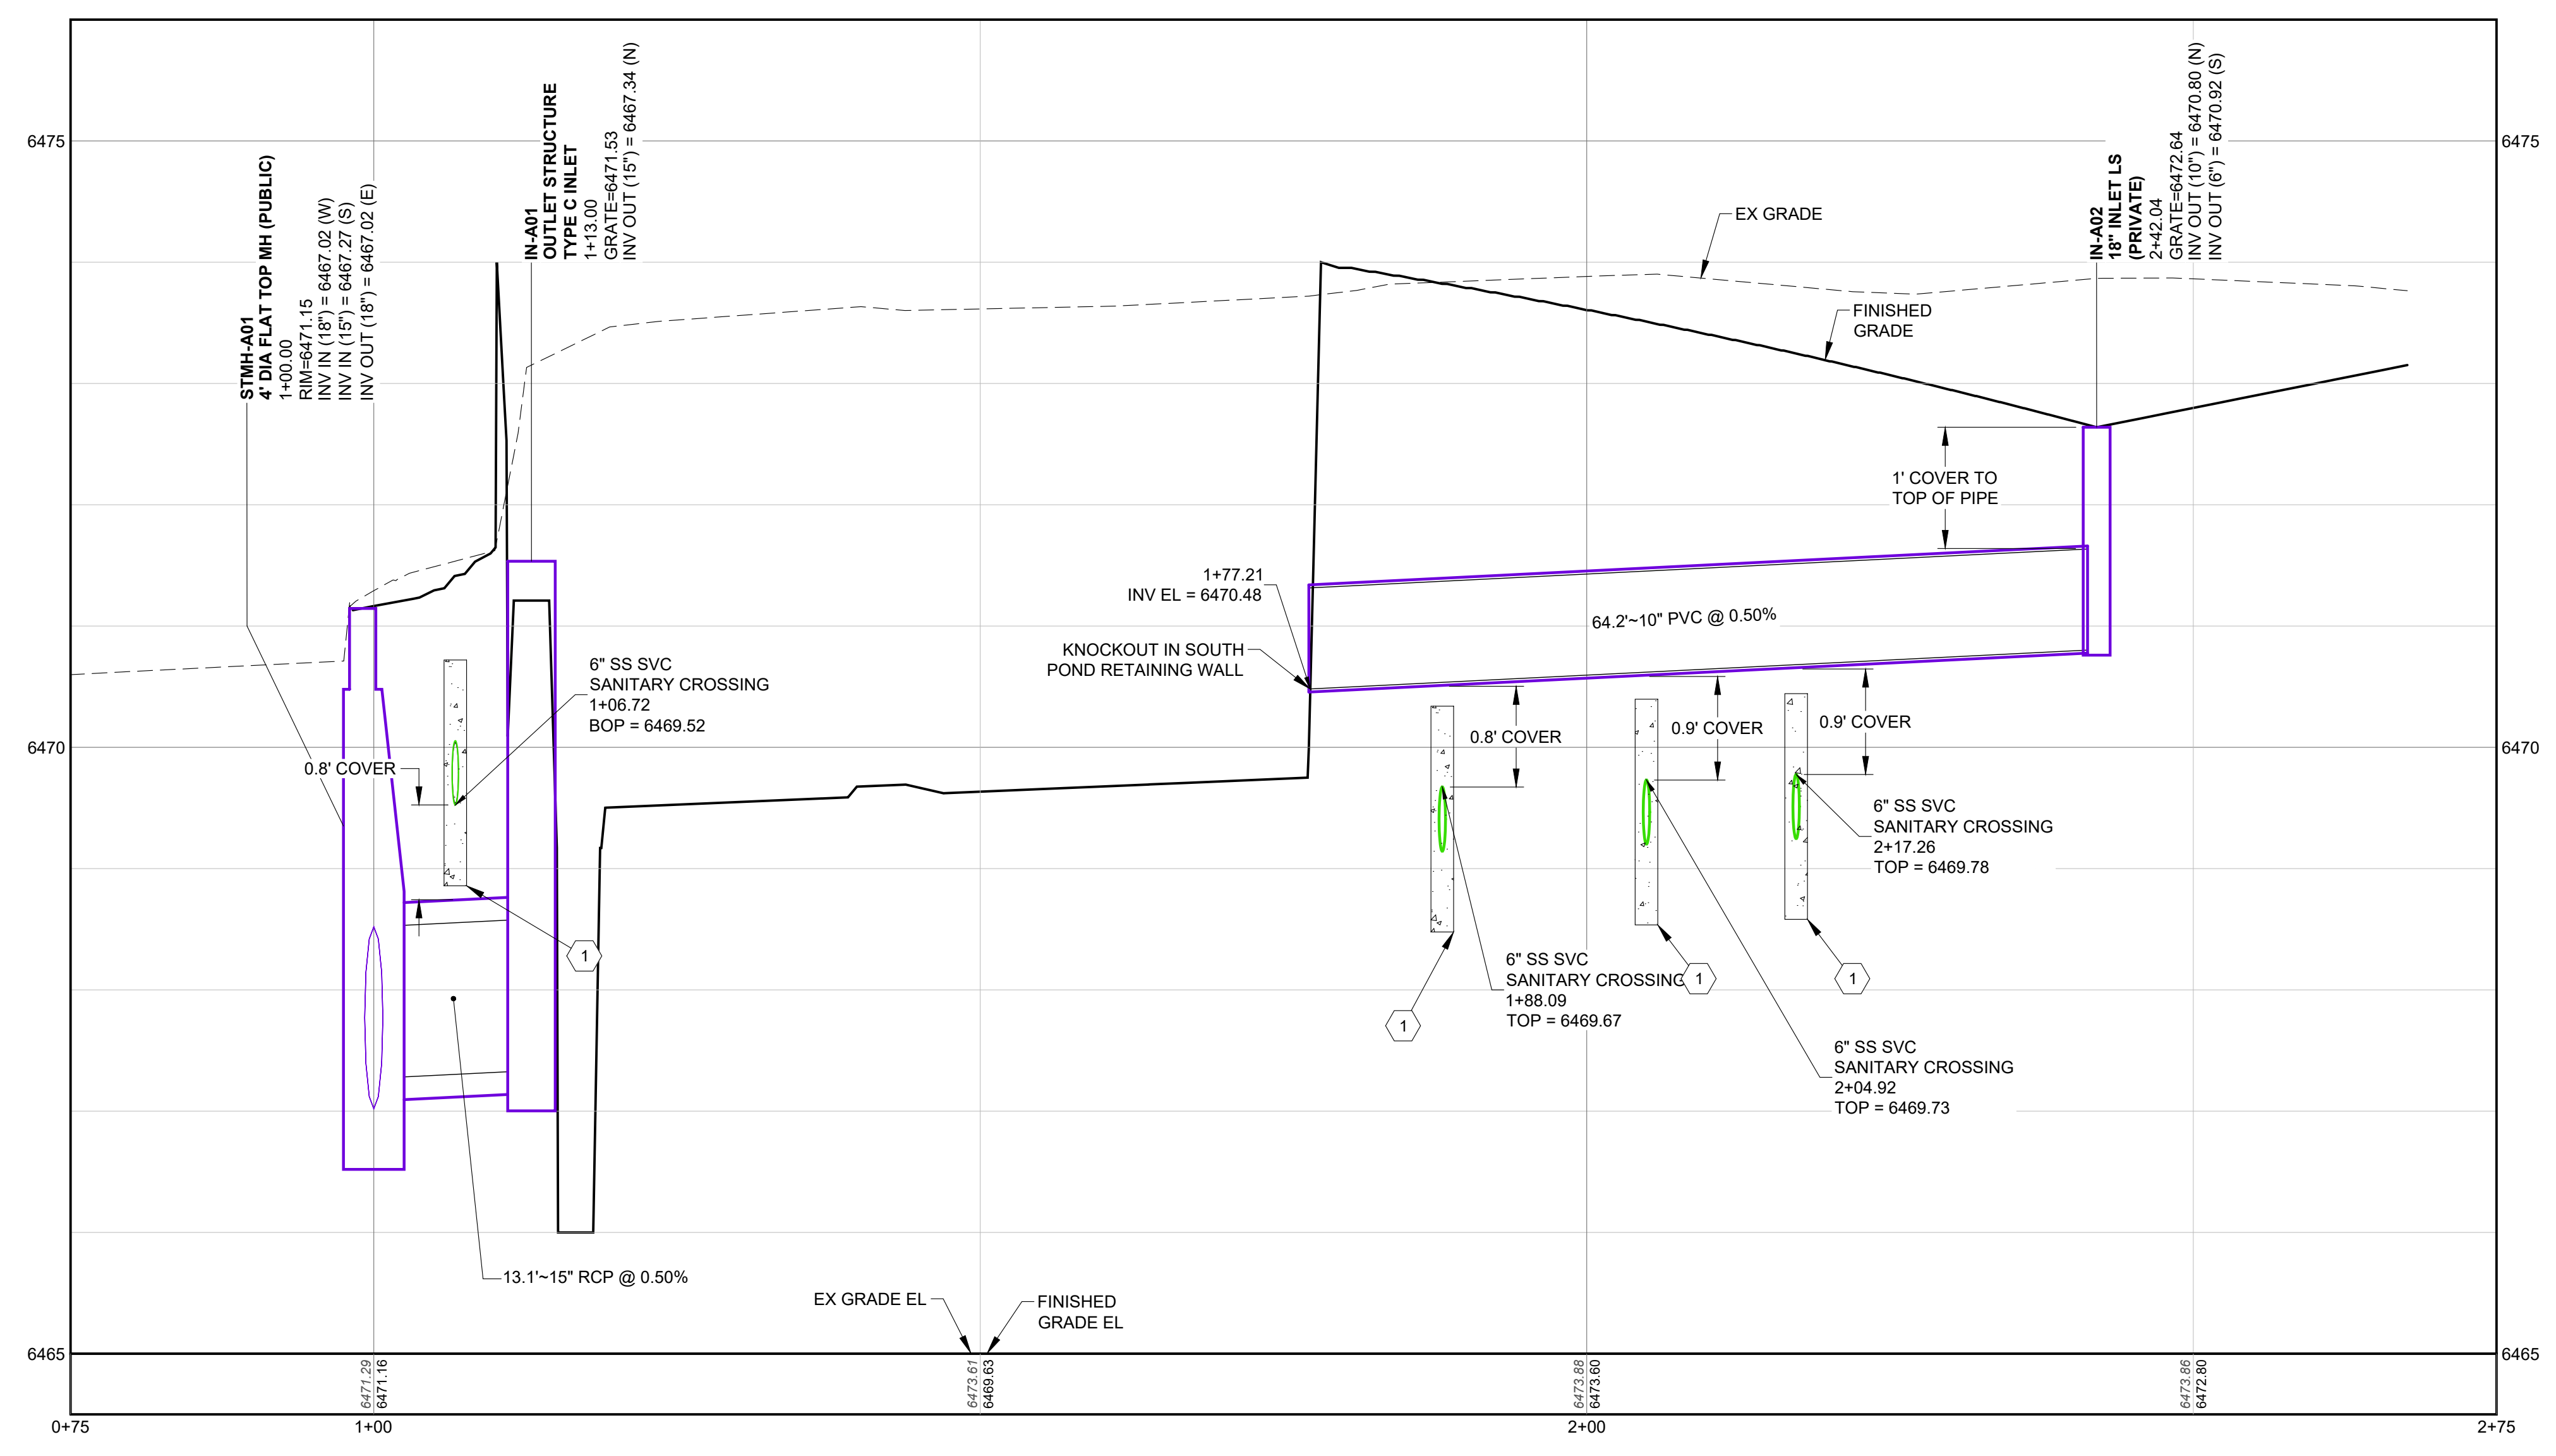 STMH-A01
4' DIA FLAT TOP MH (PUBLIC)
1+00.00
RIM=6471.15
INV IN (18") = 6467.02 (W)
INV IN (15") = 6467.27 (S)
INV OUT (18") = 6467.02 (E)
IN-A01
OUTLET STRUCTURE
TYPE C INLET
1+13.00
GRATE=6471.53
INV OUT (15") = 6467.34 (N)
IN-A02
18" INLET LS
(PRIVATE)
2+42.04
GRATE=6472.64
INV OUT (10") = 6470.80 (N)
INV OUT (6") = 6470.92 (S)
6475
6475
EX GRADE
FINISHED
GRADE
1' COVER TO
TOP OF PIPE
1+77.21
INV EL = 6470.48
64.2'~10" PVC @ 0.50%
KNOCKOUT IN SOUTH
POND RETAINING WALL
6" SS SVC
SANITARY CROSSING
1+06.72
BOP = 6469.52
0.8' COVER
6470
6470
0.8' COVER
0.9' COVER
0.9' COVER
6" SS SVC
SANITARY CROSSING
2+17.26
TOP = 6469.78
1
6" SS SVC
SANITARY CROSSING
1+88.09
TOP = 6469.67
1
1
1
6" SS SVC
SANITARY CROSSING
2+04.92
TOP = 6469.73
13.1'~15" RCP @ 0.50%
EX GRADE EL
FINISHED
GRADE EL
6465
6465
6471.29
6471.16
6473.61
6469.63
6473.88
6473.60
6473.86
6472.80
0+75
1+00
2+00
2+75